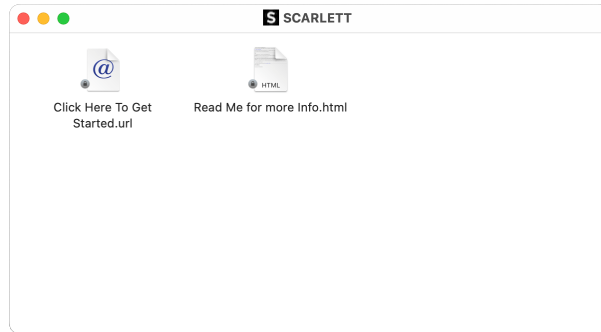 S SCARLETT
@
HTML
Click Here To Get
Started.url
Read Me for more Info.html